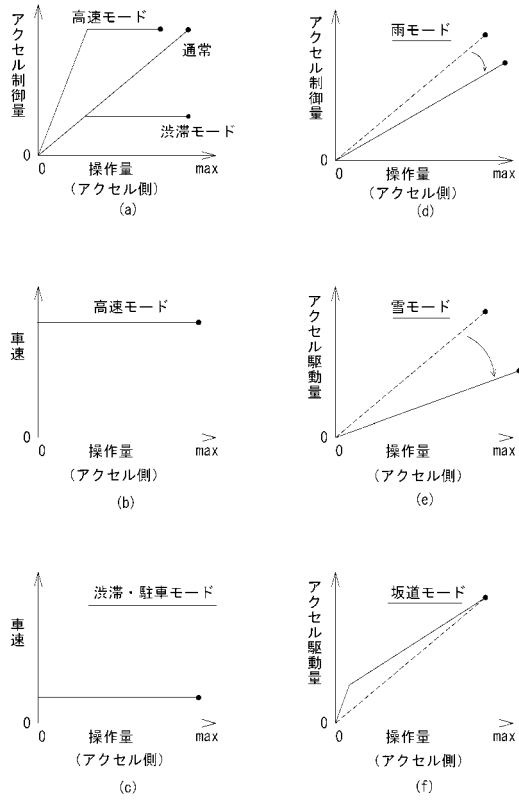 アクセル制御量
高速モード
通常
渋滞モード
0
0
操作量
max
(アクセル側)
(a)
アクセル制御量
雨モード
0
0
操作量
max
(アクセル側)
(d)
車速
高速モード
0
0
操作量
max
(アクセル側)
(b)
アクセル駆動量
雪モード
0
0
操作量
max
(アクセル側)
(e)
車速
渋滞・駐車モード
0
0
操作量
max
(アクセル側)
(c)
アクセル駆動量
坂道モード
0
0
操作量
max
(アクセル側)
(f)